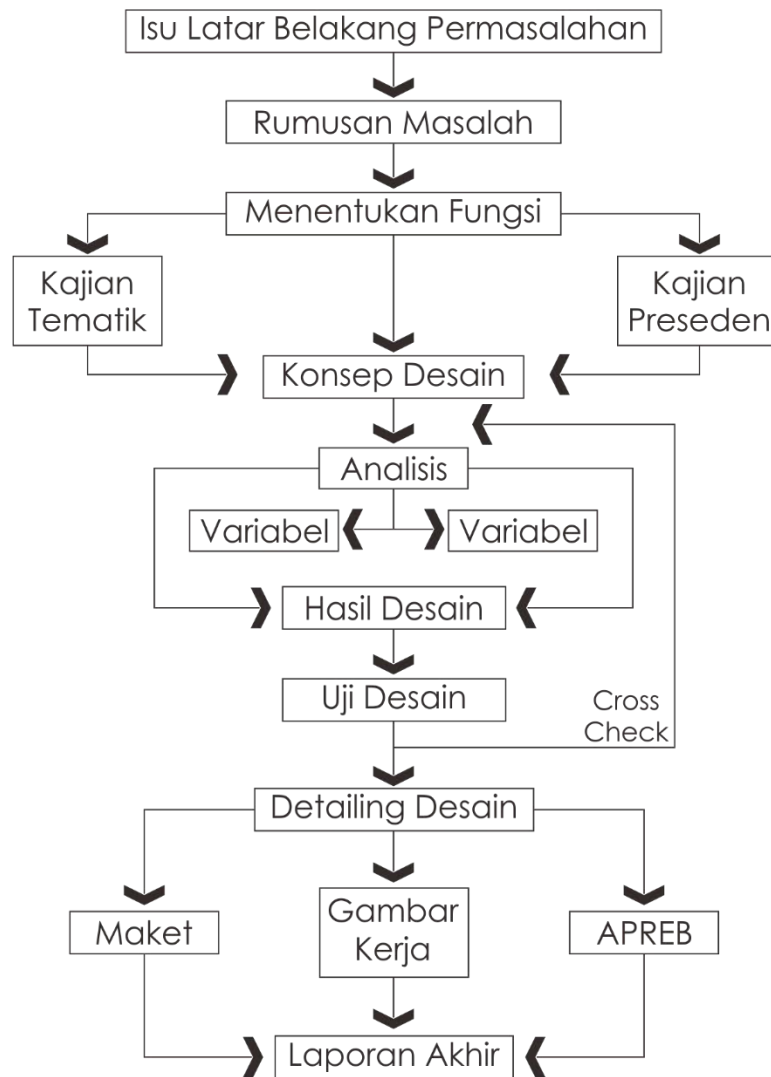 Isu Latar Belakang Permasalahan
Rumusan Masalah
Menentukan Fungsi
Kajian
Tematik
Kajian
Preseden
Konsep Desain
Analisis
Variabel
Variabel
Hasil Desain
Uji Desain
Cross
Check
Detailing Desain
Maket
Gambar
Kerja
APREB
Laporan Akhir